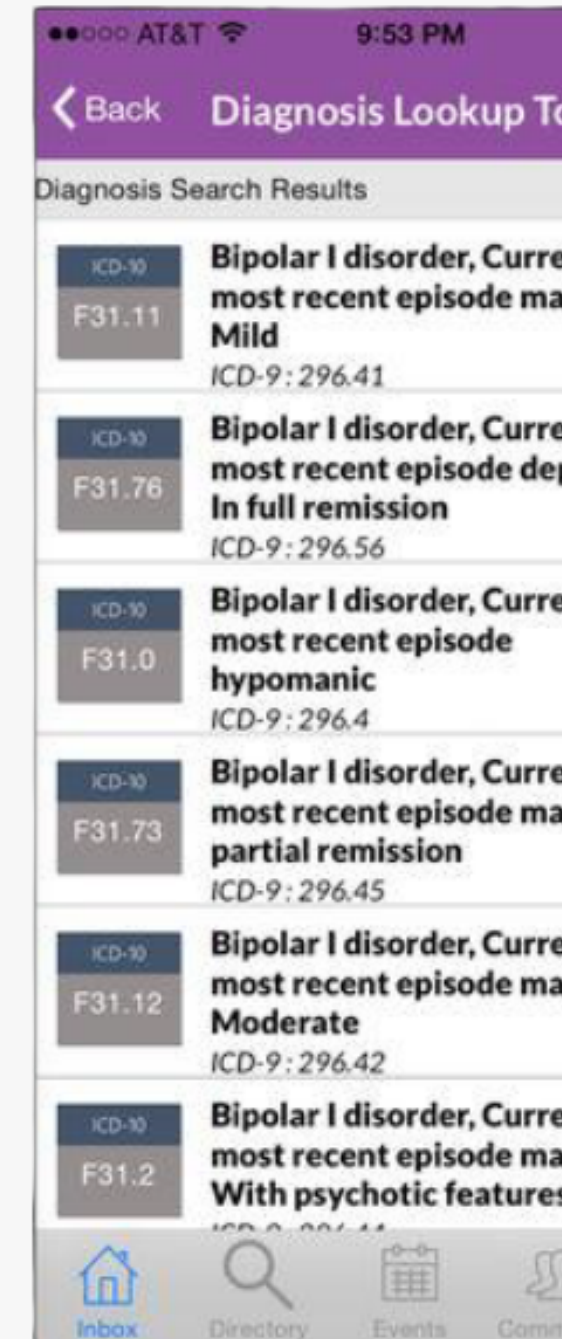 AT&T 9:53 PM
Back Diagnosis Lookup To
Diagnosis Search Results
ICD-10
F31.11
Bipolar I disorder, Curre
most recent episode ma
Mild
ICD-9: 296.41
ICD-10
F31.76
Bipolar I disorder, Curre
most recent episode dep
In full remission
ICD-9: 296.56
ICD-10
F31.0
Bipolar I disorder, Curre
most recent episode
hypomanic
ICD-9: 296.4
ICD-10
F31.73
Bipolar I disorder, Curre
most recent episode ma
partial remission
ICD-9: 296.45
ICD-10
F31.12
Bipolar I disorder, Curre
most recent episode ma
Moderate
ICD-9: 296.42
ICD-10
F31.2
Bipolar I disorder, Curre
most recent episode ma
With psychotic features
Inbox Directory Events Comm